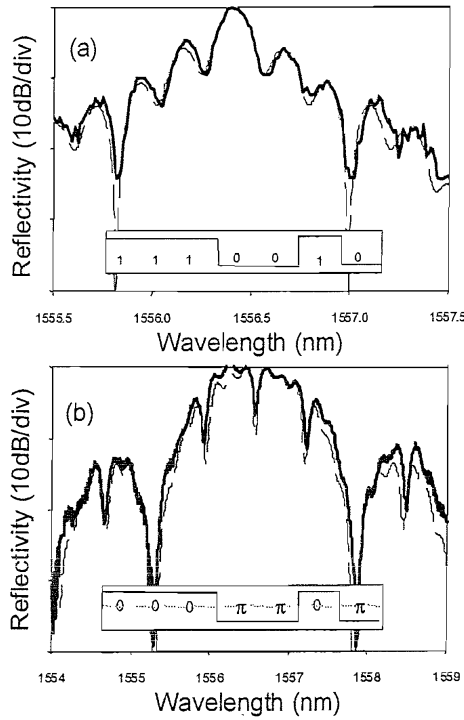 (a)
Reflectivity (10dB/div)
1 1 1 0 0 1 0
1555.5 1556.0 1556.5 1557.0 1557.5
Wavelength (nm)
(b)
Reflectivity (10dB/div)
0 0 0 π π 0 π
1554 1555 1556 1557 1558 1559
Wavelength (nm)